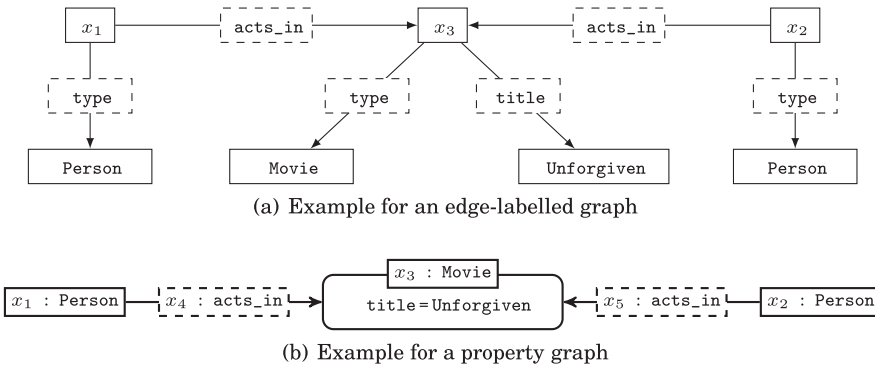 x1 acts_in x3 acts_in x2
type type title type
Person Movie Unforgiven Person
(a) Example for an edge-labelled graph
x3 : Movie
x1 : Person x4 : acts_in title=Unforgiven x5 : acts_in x2 : Person
(b) Example for a property graph